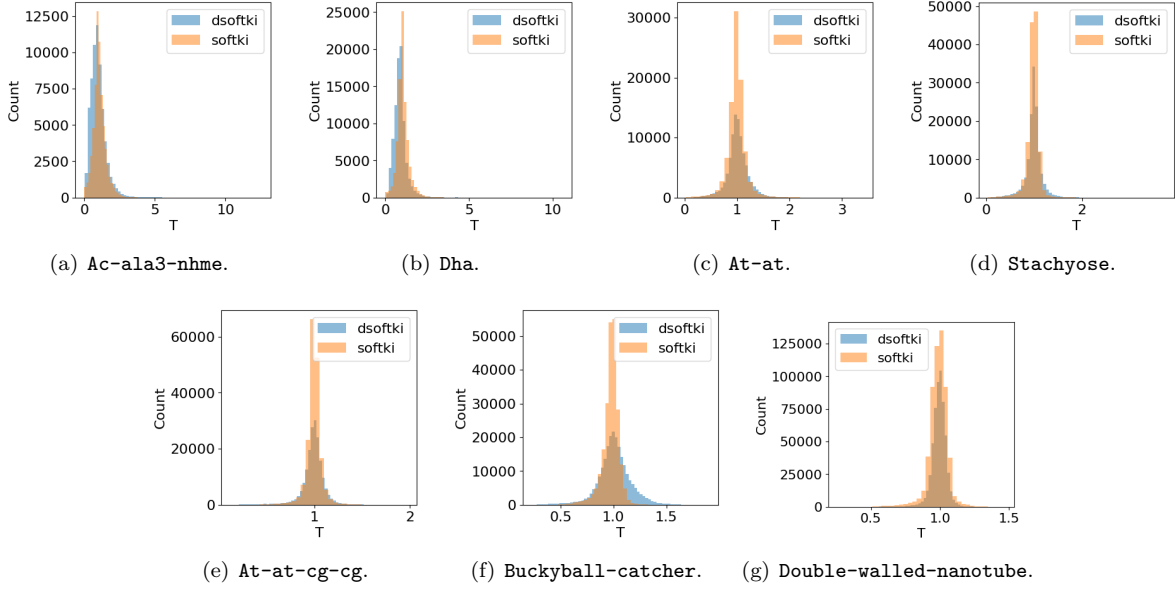 12500
10000
7500
5000
2500
0
Count
0 5 10
T
dsoftki
softki
(a) Ac-ala3-nhme.
25000
20000
15000
10000
5000
0
Count
0 5 10
T
dsoftki
softki
(b) Dha.
30000
20000
10000
0
Count
0 1 2 3
T
dsoftki
softki
(c) At-at.
50000
40000
30000
20000
10000
0
Count
0 2
T
dsoftki
softki
(d) Stachyose.
60000
40000
20000
0
Count
1 2
T
dsoftki
softki
(e) At-at-cg-cg.
50000
40000
30000
20000
10000
0
Count
0.5 1.0 1.5
T
dsoftki
softki
(f) Buckyball-catcher.
125000
100000
75000
50000
25000
0
Count
0.5 1.0 1.5
T
dsoftki
softki
(g) Double-walled-nanotube.